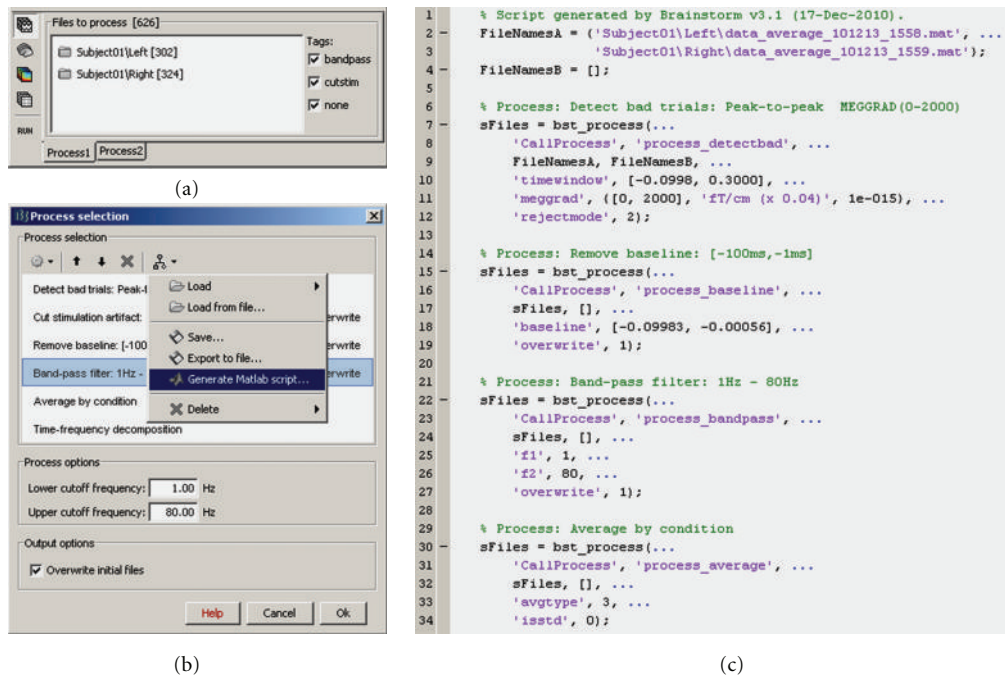 Files to process [626]
Subject01\Left [302]
Subject01\Right [324]
Tags:
bandpass
cutstim
none
RUN
Process1 Process2
(a)
Process selection
Process selection
Load
Load from file...
Save...
Export to file...
Generate Matlab script...
Delete
Detect bad trials: Peak-t
Cut stimulation artifact: erwrite
Remove baseline: [-100 erwrite
Band-pass filter: 1Hz - erwrite
Average by condition
Time-frequency decomposition
Process options
Lower cutoff frequency: 1.00 Hz
Upper cutoff frequency: 80.00 Hz
Output options
Overwrite initial files
Help Cancel Ok
(b)
1 % Script generated by Brainstorm v3.1 (17-Dec-2010).
2 - FileNamesA = {'Subject01\Left\data_average_101213_1558.mat', ...
3 'Subject01\Right\data_average_101213_1559.mat'};
4 - FileNamesB = [];
5
6 % Process: Detect bad trials: Peak-to-peak MEGGRAD(0-2000)
7 - sFiles = bst_process(...
8 'CallProcess', 'process_detectbad', ...
9 FileNamesA, FileNamesB, ...
10 'timewindow', [-0.0998, 0.3000], ...
11 'meggrad', {[0, 2000], 'fT/cm (x 0.04)', 1e-015}, ...
12 'rejectmode', 2);
13
14 % Process: Remove baseline: [-100ms,-1ms]
15 - sFiles = bst_process(...
16 'CallProcess', 'process_baseline', ...
17 sFiles, [], ...
18 'baseline', [-0.09983, -0.00056], ...
19 'overwrite', 1);
20
21 % Process: Band-pass filter: 1Hz - 80Hz
22 - sFiles = bst_process(...
23 'CallProcess', 'process_bandpass', ...
24 sFiles, [], ...
25 'f1', 1, ...
26 'f2', 80, ...
27 'overwrite', 1);
28
29 % Process: Average by condition
30 - sFiles = bst_process(...
31 'CallProcess', 'process_average', ...
32 sFiles, [], ...
33 'avgtype', 3, ...
34 'isstd', 0);
(c)